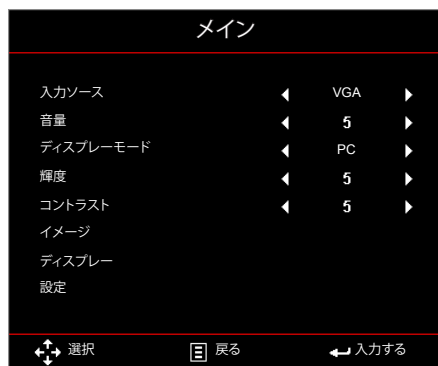 メイン
入力ソース VGA
音量 5
ディスプレーモード PC
輝度 5
コントラスト 5
イメージ
ディスプレー
設定
選択 戻る 入力する